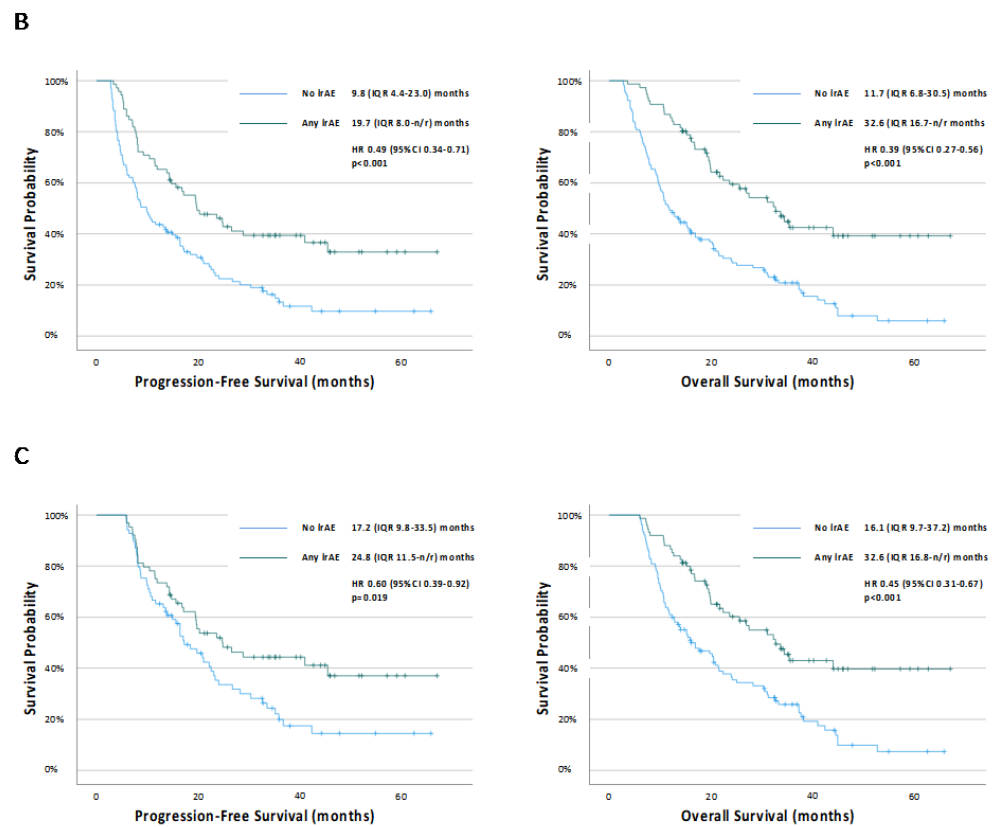 B
100%
80%
60%
40%
20%
0%
Survival Probability
No IrAE 9.8 (IQR 4.4-23.0) months
Any IrAE 19.7 (IQR 8.0-n/r) months
HR 0.49 (95%CI 0.34-0.71)
p<0.001
0 20 40 60
Progression-Free Survival (months)
100%
80%
60%
40%
20%
0%
Survival Probability
No IrAE 11.7 (IQR 6.8-30.5) months
Any IrAE 32.6 (IQR 16.7-n/r months
HR 0.39 (95%CI 0.27-0.56)
p<0.001
0 20 40 60
Overall Survival (months)
C
100%
80%
60%
40%
20%
0%
Survival Probability
No IrAE 17.2 (IQR 9.8-33.5) months
Any IrAE 24.8 (IQR 11.5-n/r) months
HR 0.60 (95%CI 0.39-0.92)
p=0.019
0 20 40 60
Progression-Free Survival (months)
100%
80%
60%
40%
20%
0%
Survival Probability
No IrAE 16.1 (IQR 9.7-37.2) months
Any IrAE 32.6 (IQR 16.8-n/r) months
HR 0.45 (95%CI 0.31-0.67)
p<0.001
0 20 40 60
Overall Survival (months)